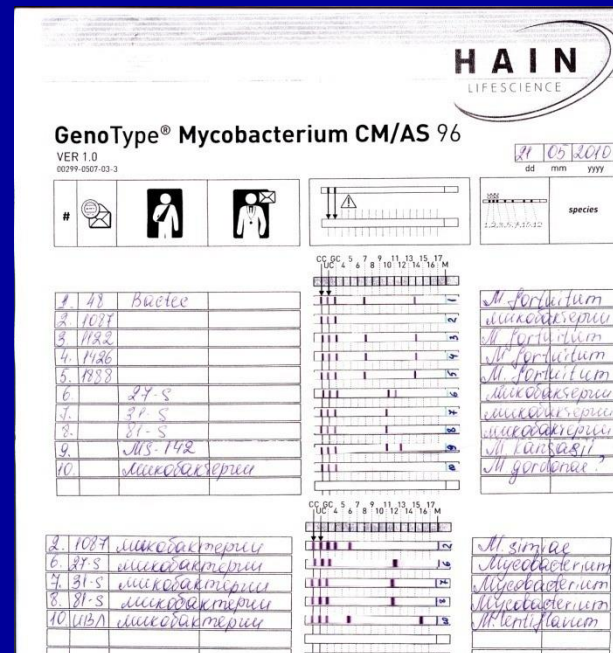 HAIN
LIFESCIENCE
GenoType® Mycobacterium CM/AS 96
VER 1.0
00299-0507-03-3
21 05 2010
dd mm yyyy
#
species
CC GC 5 7 9 11 13 15 17
UC 4 6 8 10 12 14 16 M
1. 48 Bactec M. fortuitum
2. 1087 микобактерии
3. M. fortuitum
4. 1426 M. fortuitum
5. M. fortuitum
6. 27-S микобактерии
7. микобактерии
8. 81-S микобактерии
9. MS-142 M. kansasii
10. микобактерии M. gordonae?
CC GC 5 7 9 11 13 15 17
UC 4 6 8 10 12 14 16 M
2. 1087 микобактерии M. simiae
6. 27-S микобактерии Mycobacterium
7. 31-S микобактерии Mycobacterium
8. 81-S микобактерии Mycobacterium
10 ИВЛ микобактерии M. lentiflavum